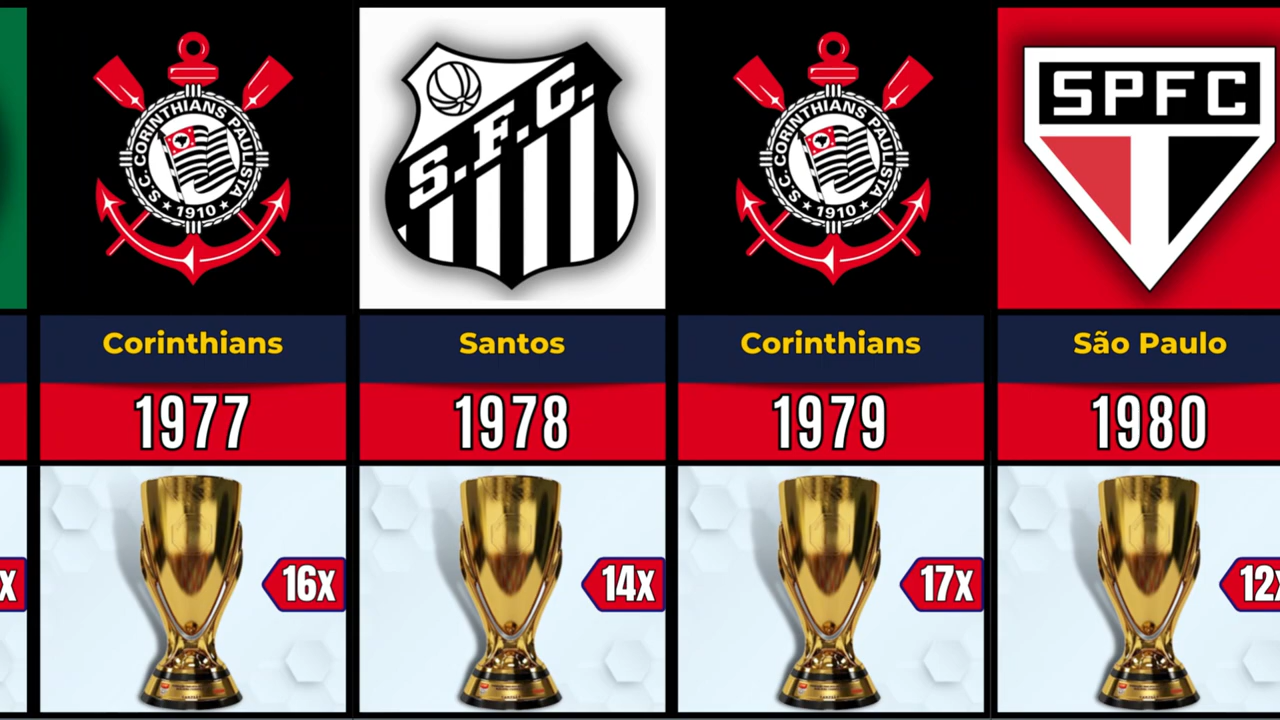 S.C. CORINTHIANS PAULISTA
★ 1910 ★
S.F.C.
S.C. CORINTHIANS PAULISTA
★ 1910 ★
SPFC
Corinthians
Santos
Corinthians
São Paulo
1977
1978
1979
1980
x
16x
14x
17x
12x